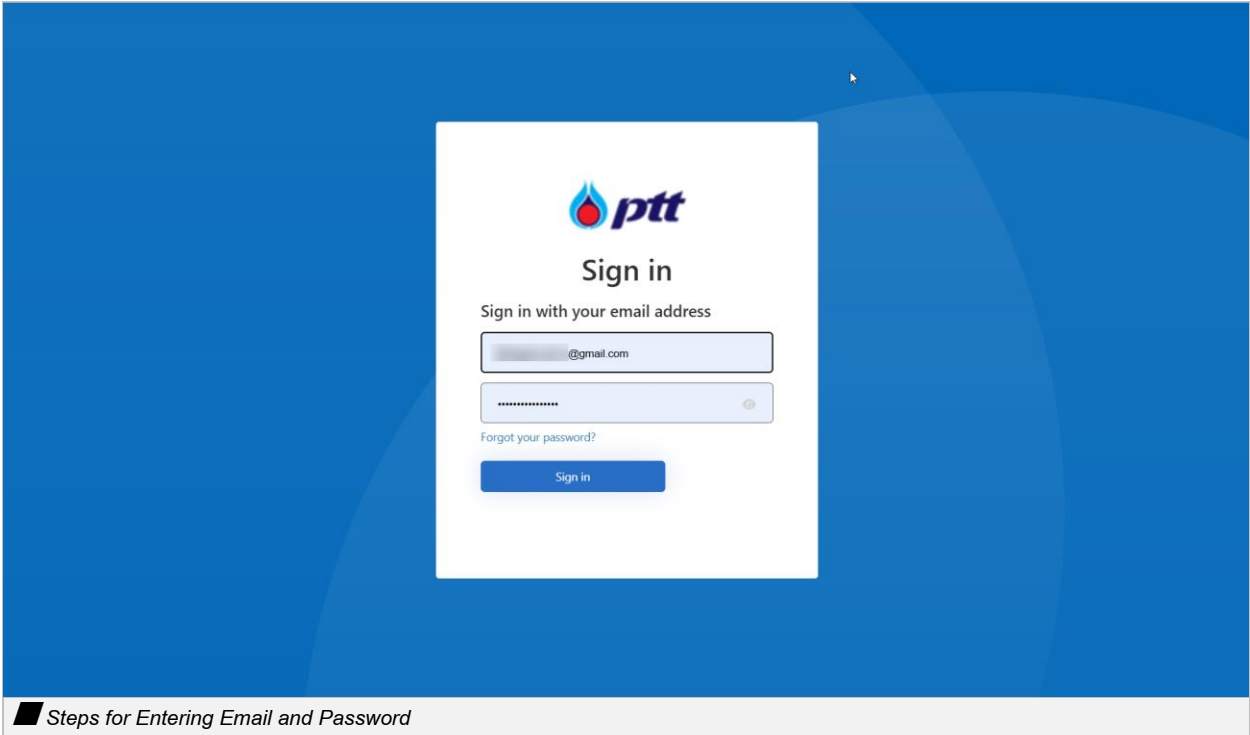 ptt
Sign in
Sign in with your email address
@gmail.com
••••••••••••••••
Forgot your password?
Sign in
Steps for Entering Email and Password